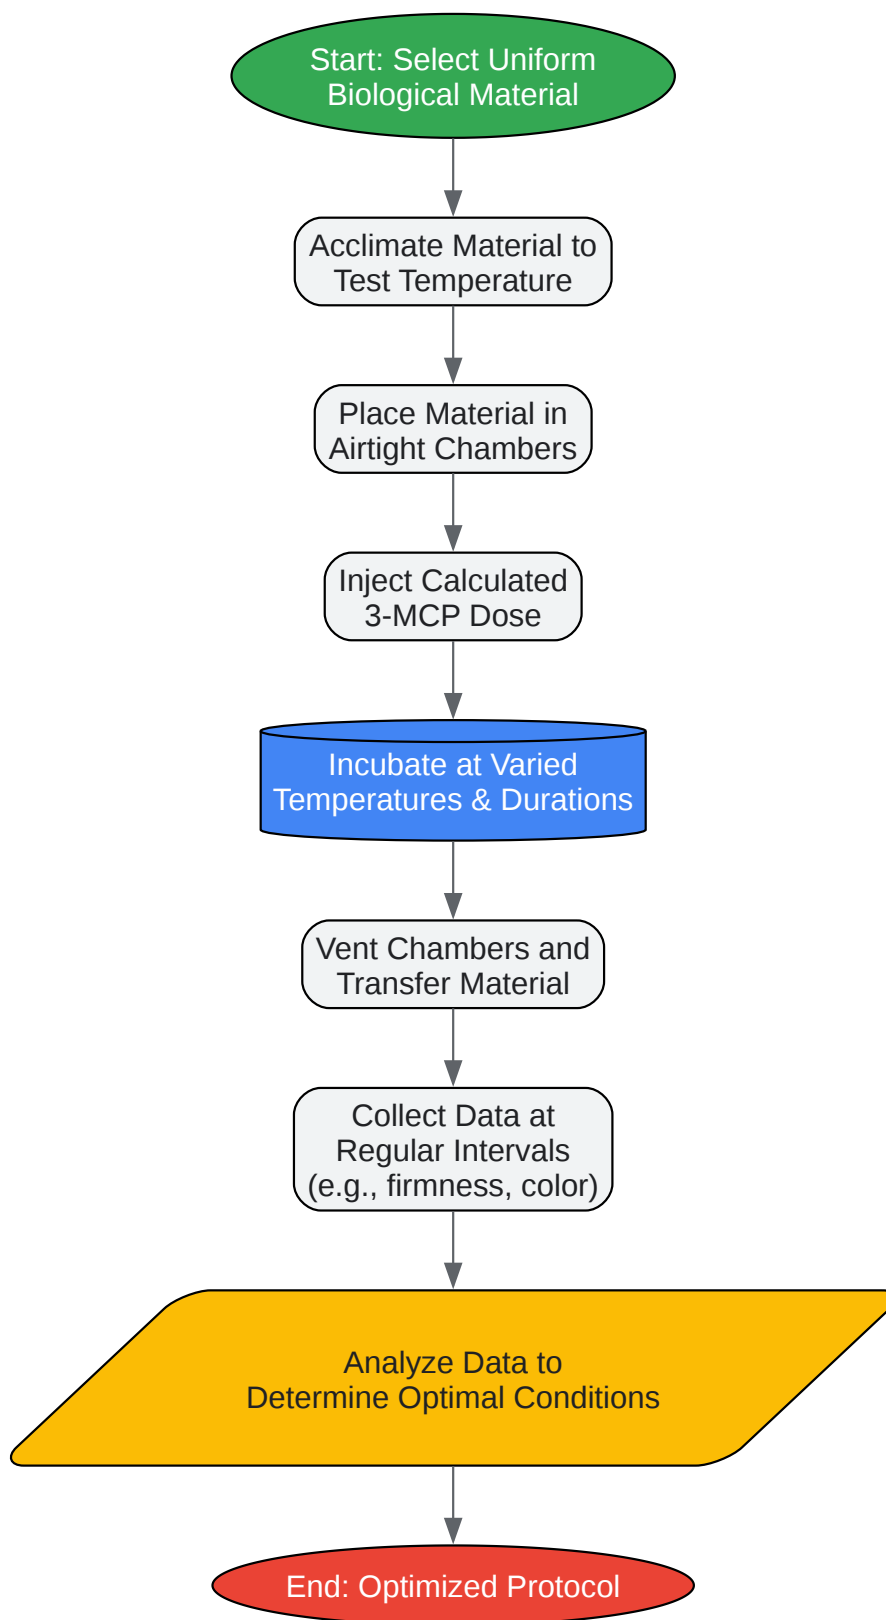 Start: Select Uniform
Biological Material
Acclimate Material to
Test Temperature
Place Material in
Airtight Chambers
Inject Calculated
3-MCP Dose
Incubate at Varied
Temperatures & Durations
Vent Chambers and
Transfer Material
Collect Data at
Regular Intervals
(e.g., firmness, color)
Analyze Data to
Determine Optimal Conditions
End: Optimized Protocol